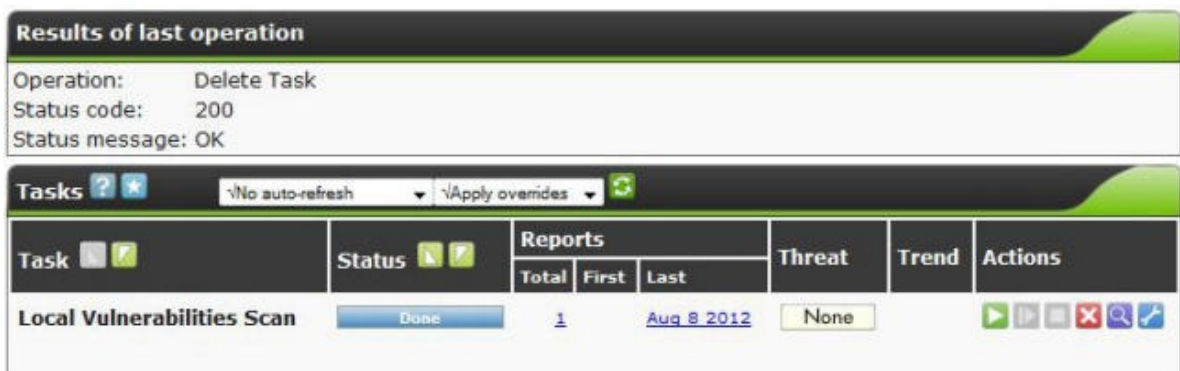 Results of last operation
Operation: Delete Task
Status code: 200
Status message: OK
Tasks ? √No auto-refresh √Apply overrides
Task Status Reports Threat Trend Actions
Total First Last
Local Vulnerabilities Scan Done 1 Aug 8 2012 None